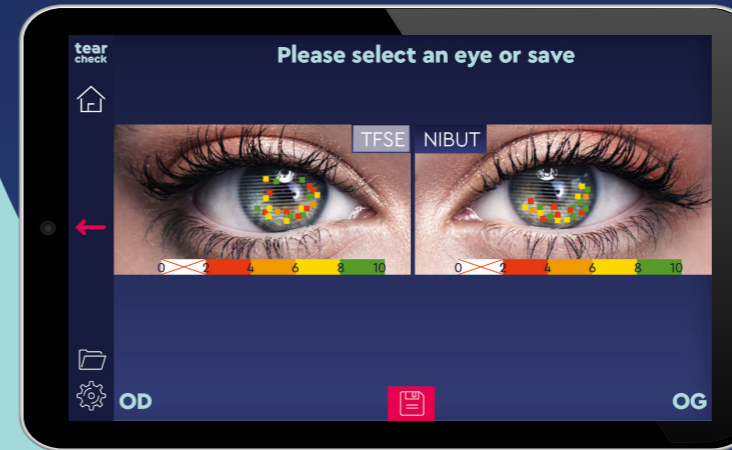 tear
check
Please select an eye or save
TFSE NIBUT
0 2 4 6 8 10
0 2 4 6 8 10
OD
OG